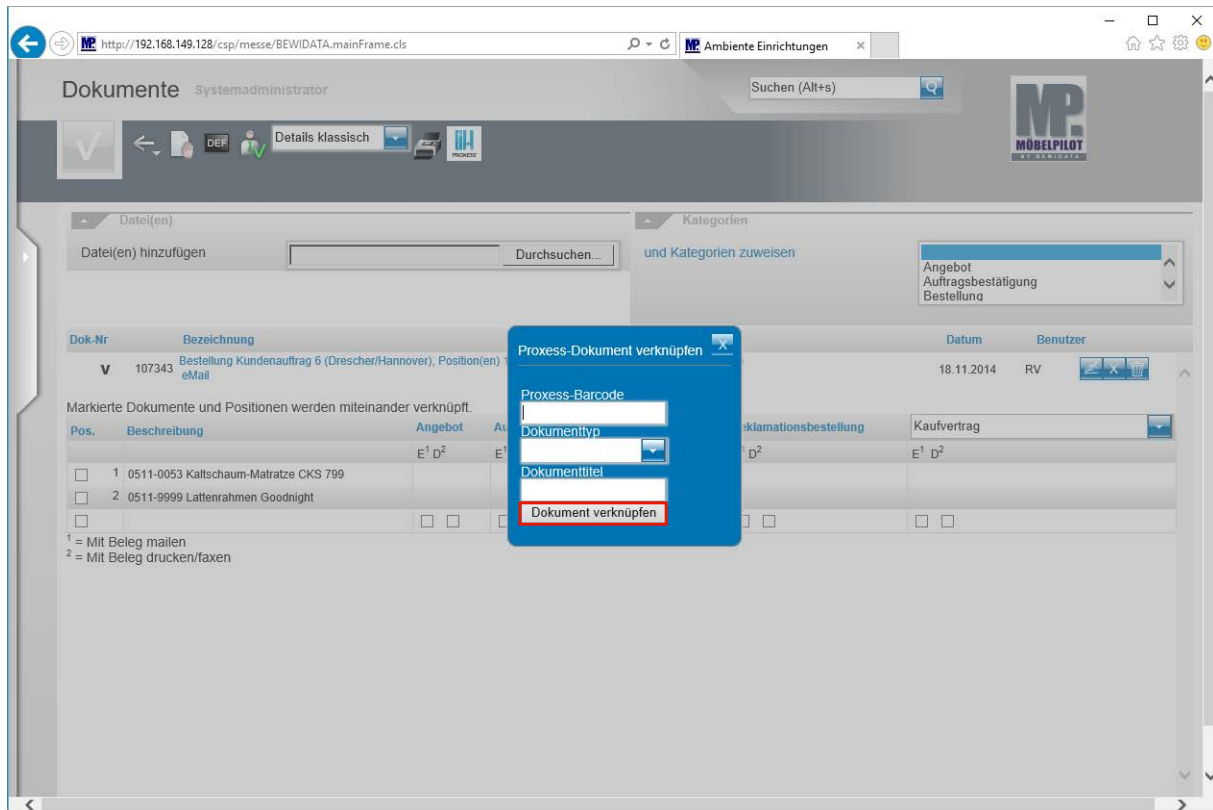 http://192.168.149.128/csp/messe/BEWIDATA.mainFrame.cls
MP. Ambiente Einrichtungen
Dokumente Systemadministrator
Suchen (Alt+s)
DEF
Details klassisch
PROXESS
MP.
MÖBELPILOT
BY BEWIDATA
Datei(en)
Kategorien
Datei(en) hinzufügen
Durchsuchen...
und Kategorien zuweisen
Angebot
Auftragsbestätigung
Bestellung
Dok-Nr Bezeichnung Datum Benutzer
V 107343 Bestellung Kundenauftrag 6 (Drescher/Hannover), Position(en) 1
eMail
18.11.2014 RV
Markierte Dokumente und Positionen werden miteinander verknüpft.
Pos. Beschreibung Angebot Au eklamationsbestellung Kaufvertrag
E¹ D² E¹ D² E¹ D²
1 0511-0053 Kaltschaum-Matratze CKS 799
2 0511-9999 Lattenrahmen Goodnight
¹ = Mit Beleg mailen
² = Mit Beleg drucken/faxen
Proxess-Dokument verknüpfen X
Proxess-Barcode
Dokumenttyp
Dokumenttitel
Dokument verknüpfen